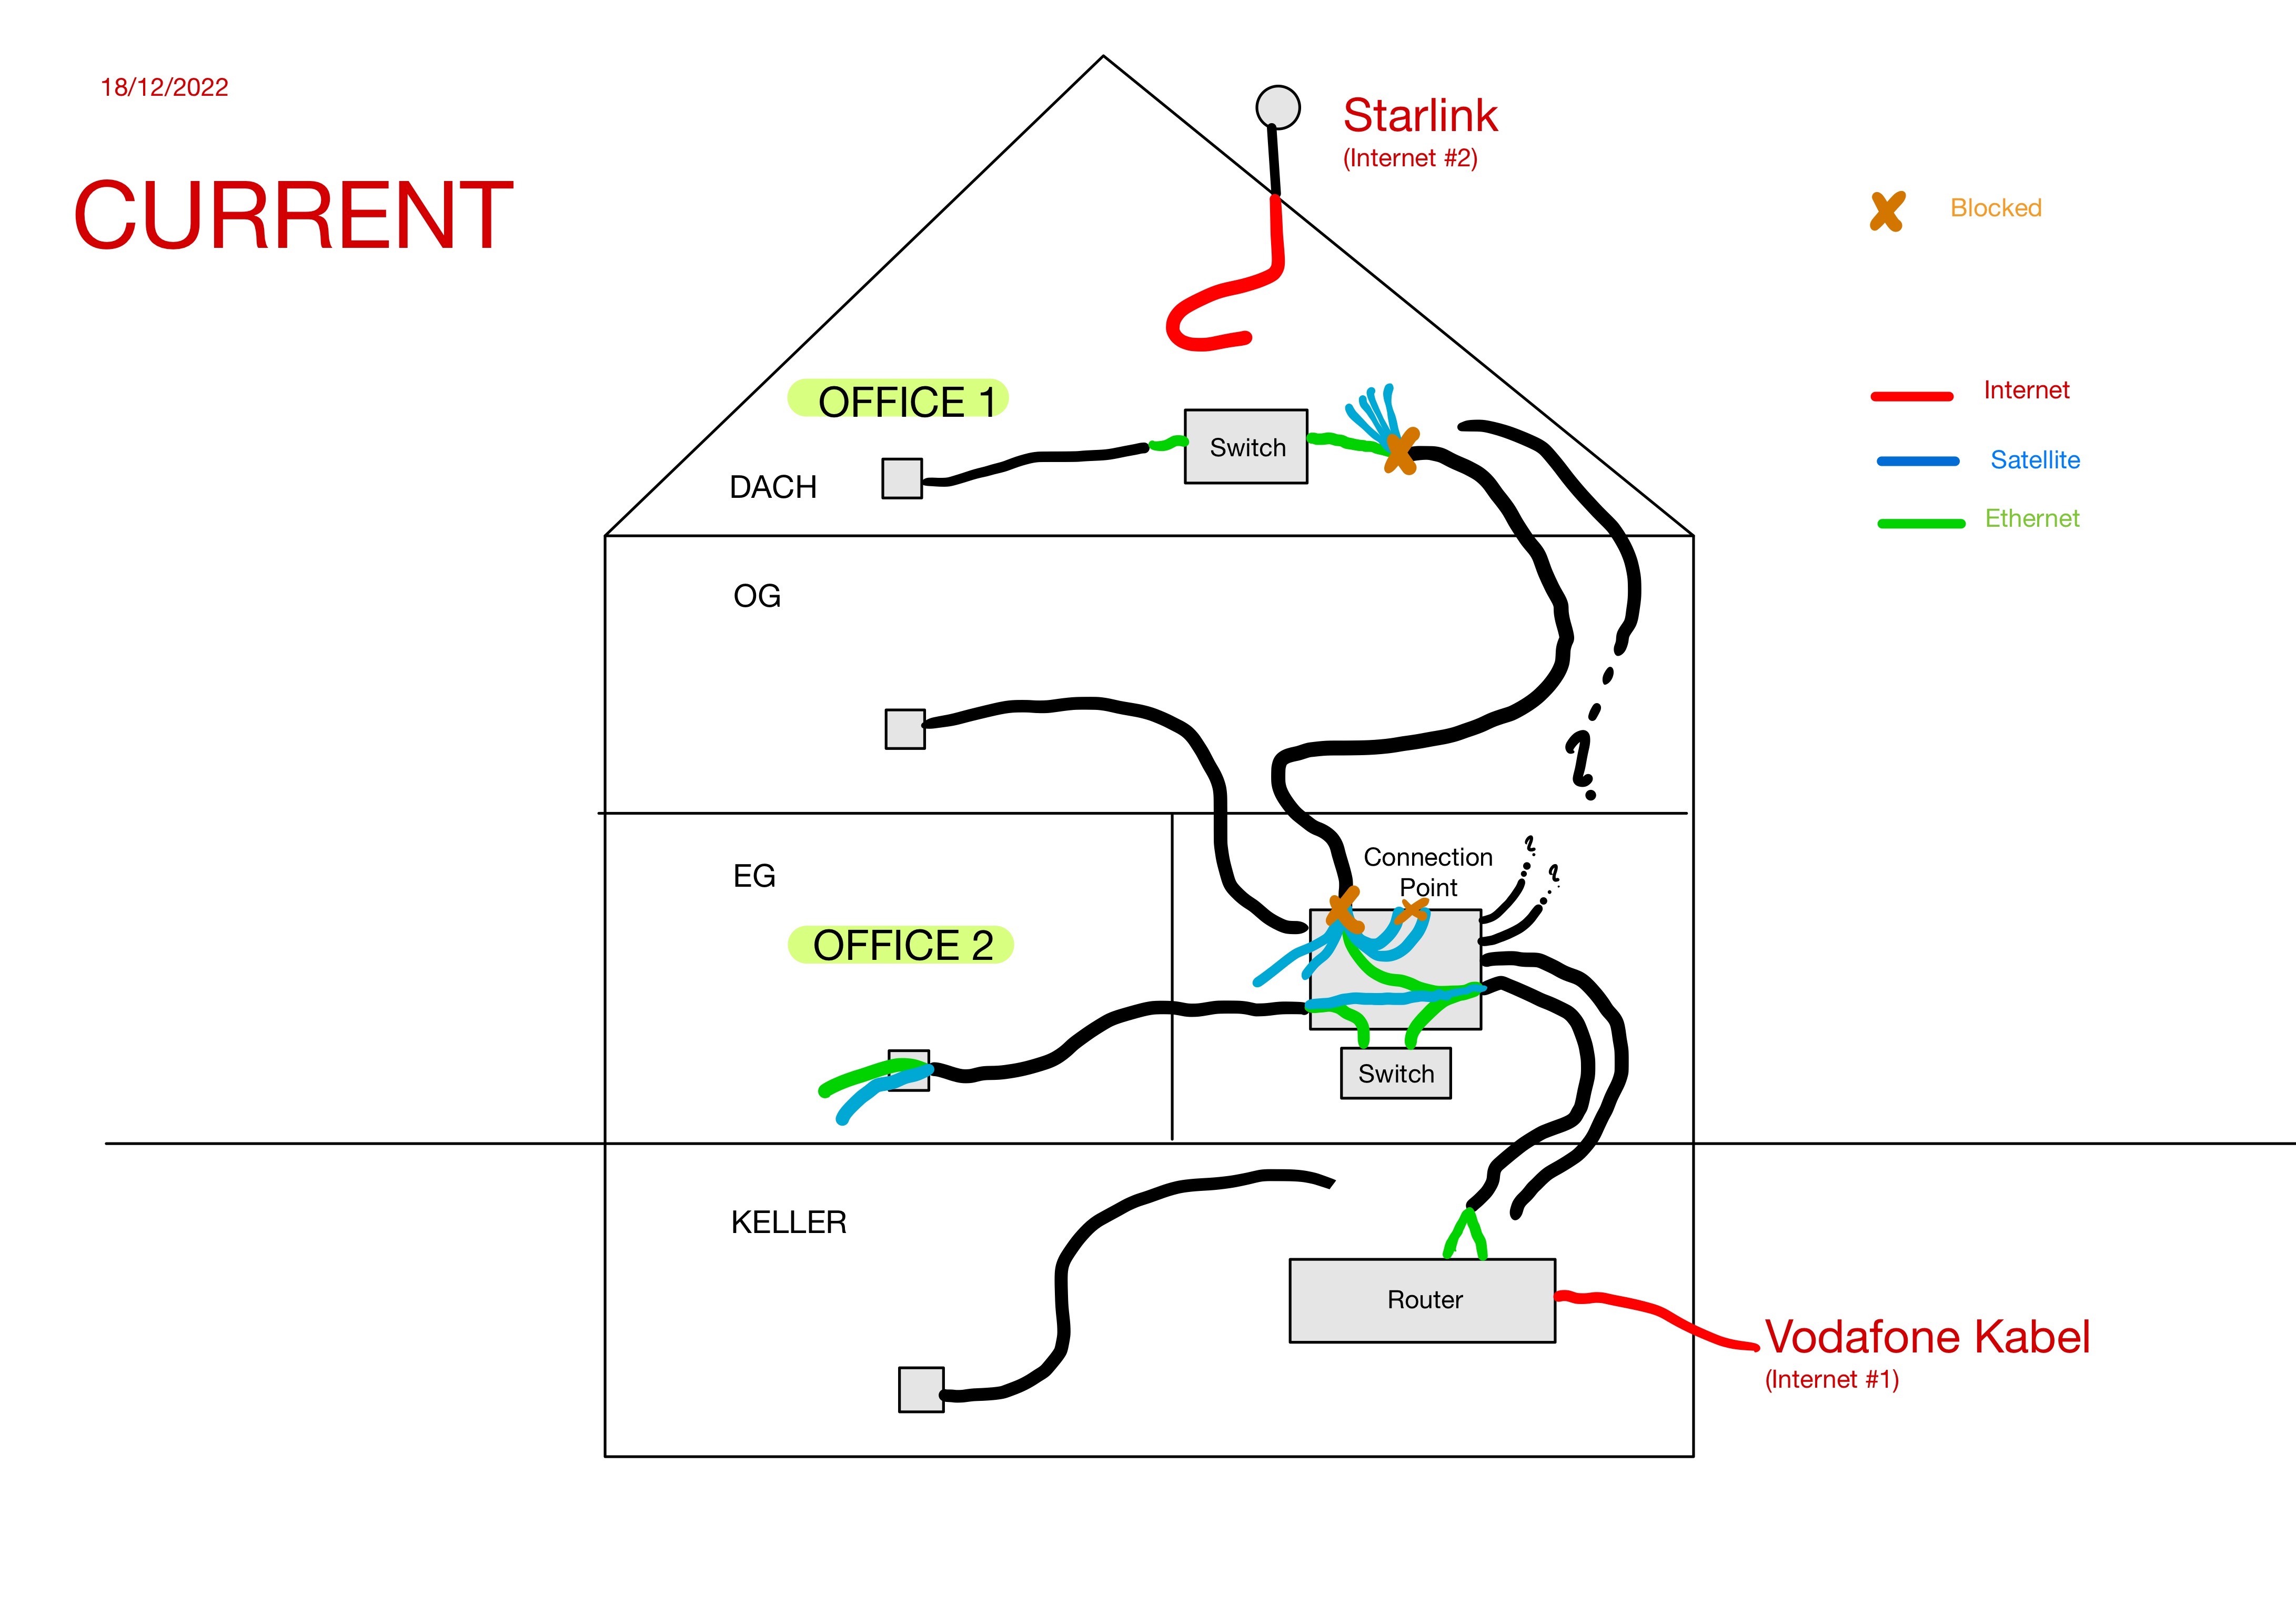 18/12/2022
CURRENT
Starlink
(Internet #2)
Blocked
Internet
Satellite
Ethernet
OFFICE 1
Switch
DACH
OG
?
EG
Connection
Point
?
?
OFFICE 2
Switch
KELLER
Router
Vodafone Kabel
(Internet #1)